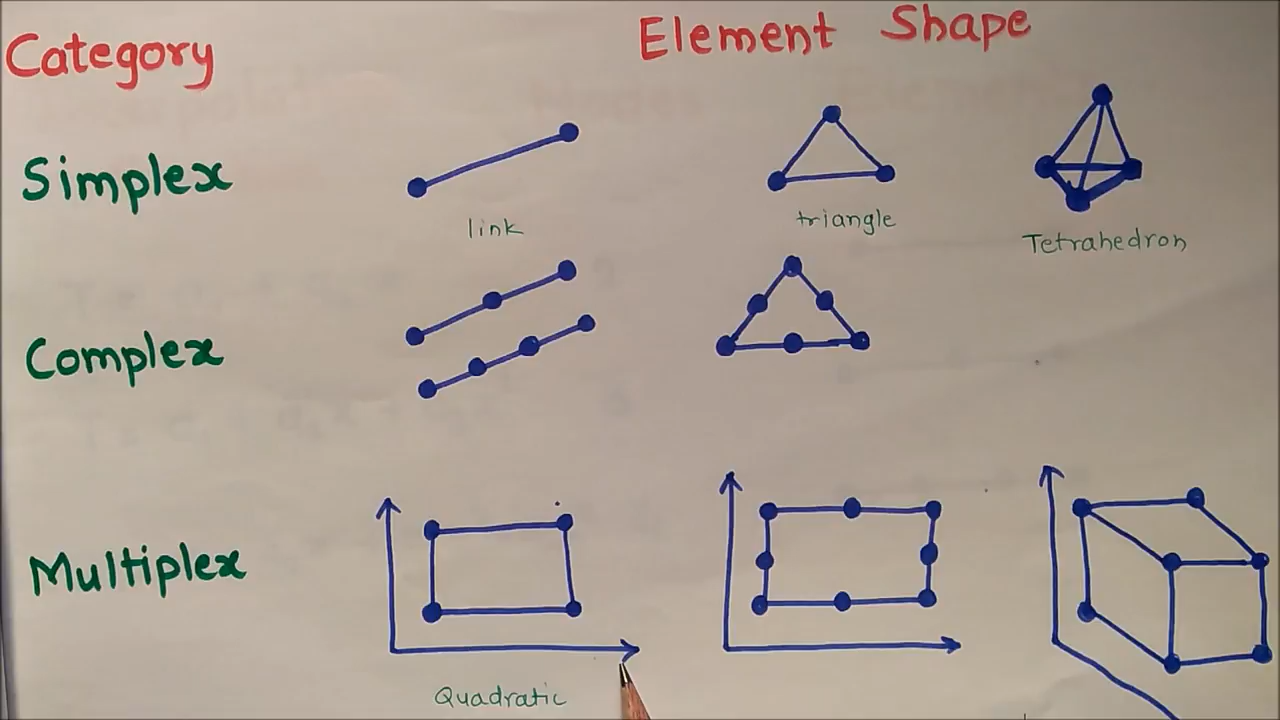 Category Element Shape
Simplex
link triangle Tetrahedron
Complex
Multiplex
Quadratic